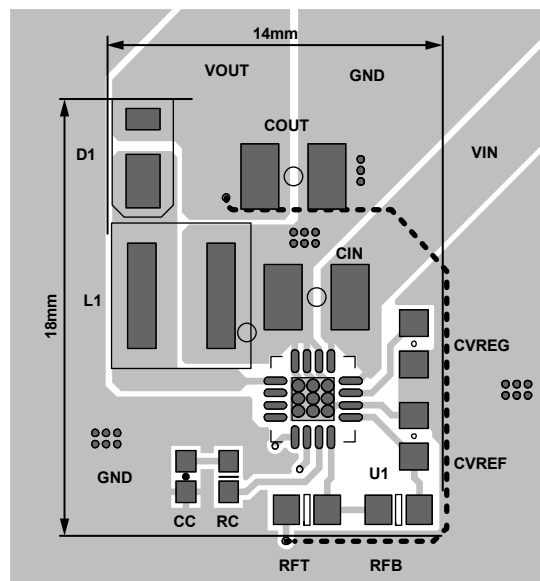 14mm
VOUT
GND
COUT
D1
VIN
CIN
L1
18mm
CVREG
CVREF
GND
U1
CC
RC
RFT
RFB